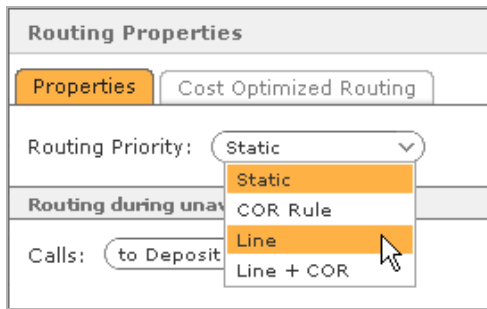 Routing Properties
Properties Cost Optimized Routing
Routing Priority: Static
Static
Routing during unav
COR Rule
Line
Calls: to Deposit
Line + COR